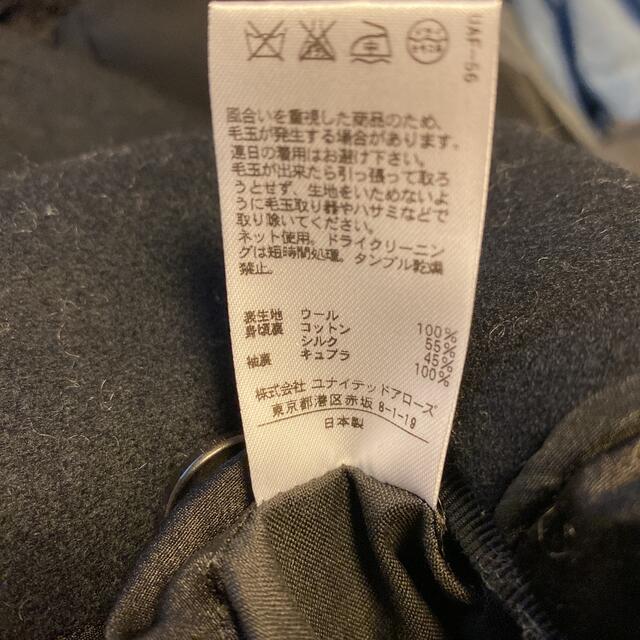 UAF-56
風合いを重視した商品のため、
毛玉が発生する場合があります。
連日の着用はお避け下さい。
毛玉が出来たら引っ張って取ろ
うとせず、生地をいためないよ
うに毛玉取り器やハサミなどで
取り除いてください。
ネット使用。ドライクリーニン
グは短時間処理。タンブル乾燥
禁止。
表生地 ウール 100%
身頃裏 コットン 55%
シルク 45%
袖裏 キュプラ 100%
株式会社 ユナイテッドアローズ
東京都港区赤坂 8-1-19
日本製